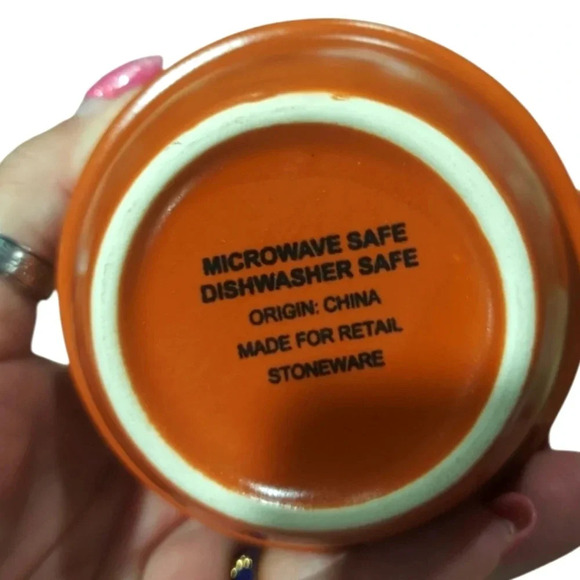 MICROWAVE SAFE
DISHWASHER SAFE
ORIGIN: CHINA
MADE FOR RETAIL
STONEWARE